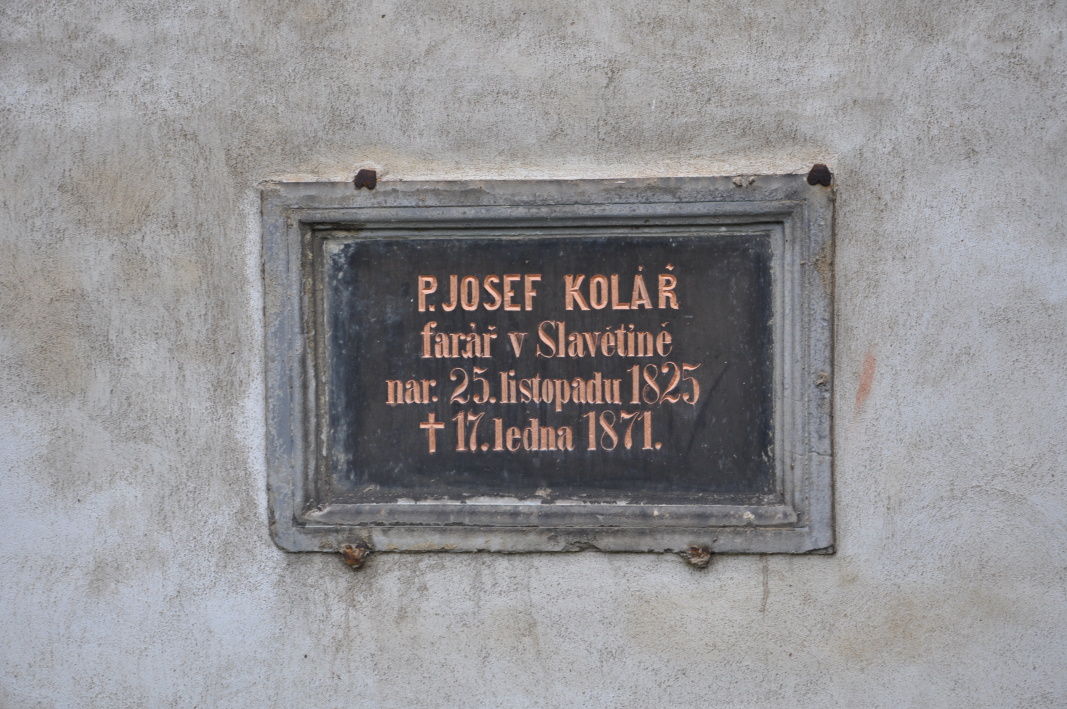 P. JOSEF KOLÁŘ
farář v Slavětíně
nar. 25. listopadu 1825
† 17. ledna 1871.